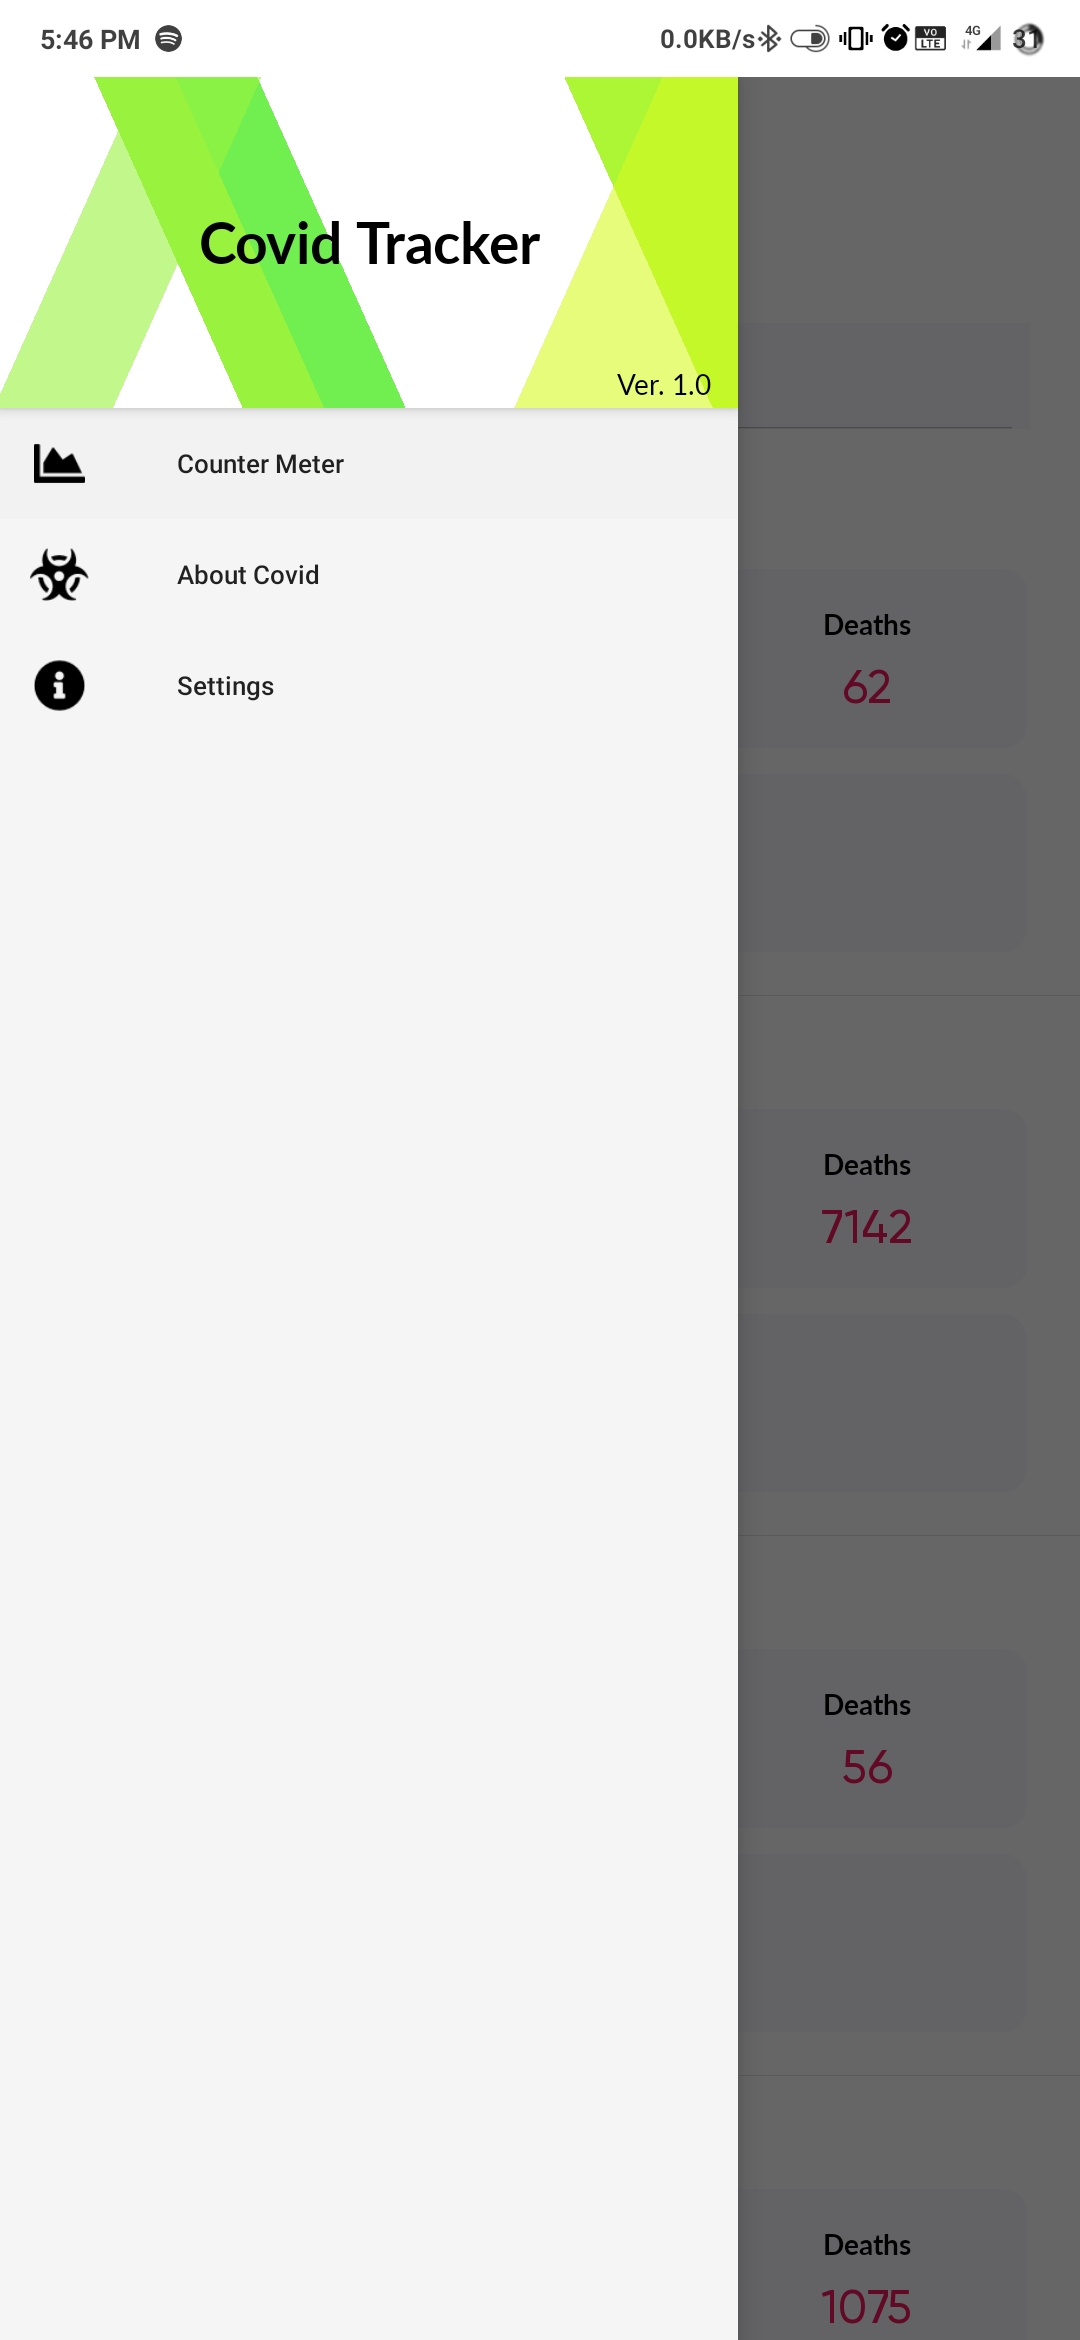 5:46 PM
0.0KB/s
VO
LTE
4G
31
Covid Tracker
Ver. 1.0
Counter Meter
About Covid
Settings
Deaths
62
Deaths
7142
Deaths
56
Deaths
1075